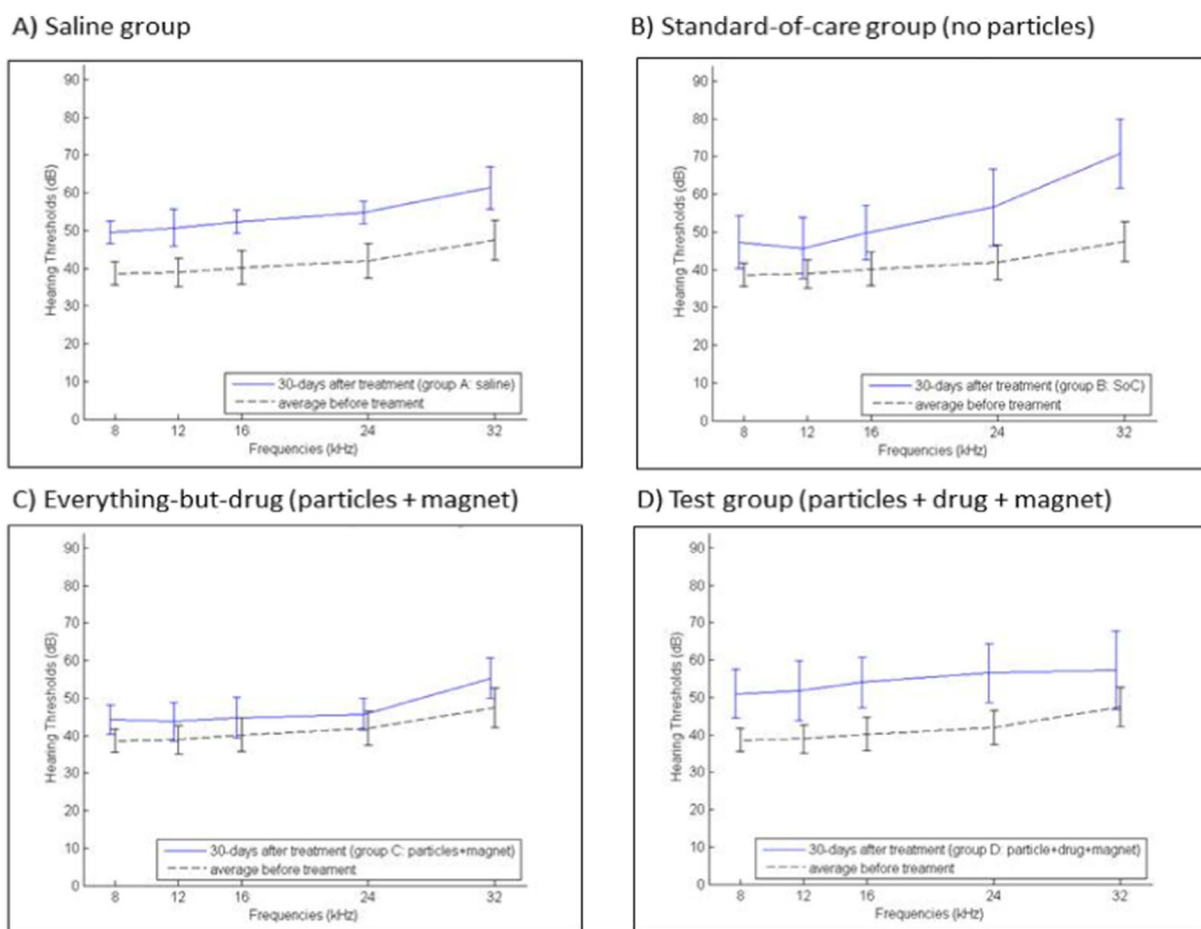 A) Saline group
90
80
70
60
50
40
30
20
10
0
Hearing Thresholds (dB)
30-days after treatment (group A: saline)
average before treament
8 12 16 24 32
Frequencies (kHz)
B) Standard-of-care group (no particles)
90
80
70
60
50
40
30
20
10
0
Hearing Thresholds (dB)
30-days after treatment (group B: SoC)
average before treament
8 12 16 24 32
Frequencies (kHz)
C) Everything-but-drug (particles + magnet)
90
80
70
60
50
40
30
20
10
0
Hearing Thresholds (dB)
30-days after treatment (group C: particles+magnet)
average before treament
8 12 16 24 32
Frequencies (kHz)
D) Test group (particles + drug + magnet)
90
80
70
60
50
40
30
20
10
0
Hearing Thresholds (dB)
30-days after treatment (group D: particle+drug+magnet)
average before treament
8 12 16 24 32
Frequencies (kHz)